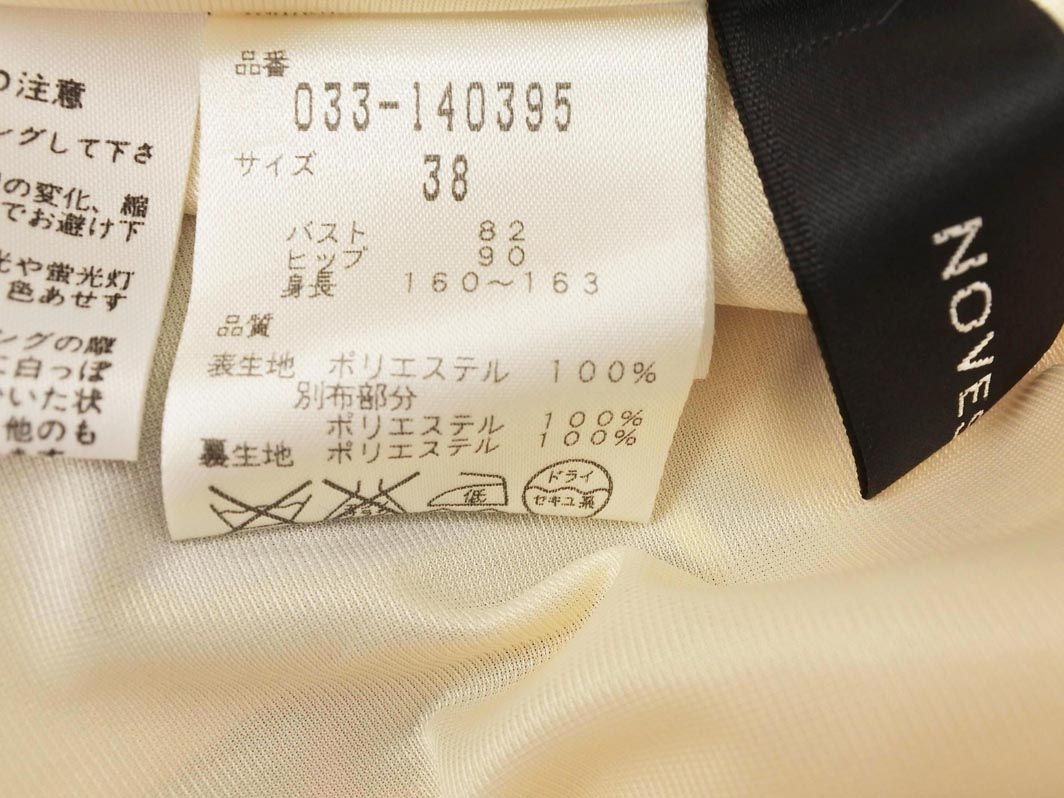 の注意
ングして下さ
の変化、縮
でお避け下
光や蛍光灯
色あせす
ングの摩
に白っぽ
いた状
他のも
品番
033-140395
サイズ 38
バスト 82
ヒップ 90
身長 160～163
品質
表生地 ポリエステル 100%
別布部分
ポリエステル 100%
裏生地 ポリエステル 100%
低
ドライ
セキユ系
NOVES